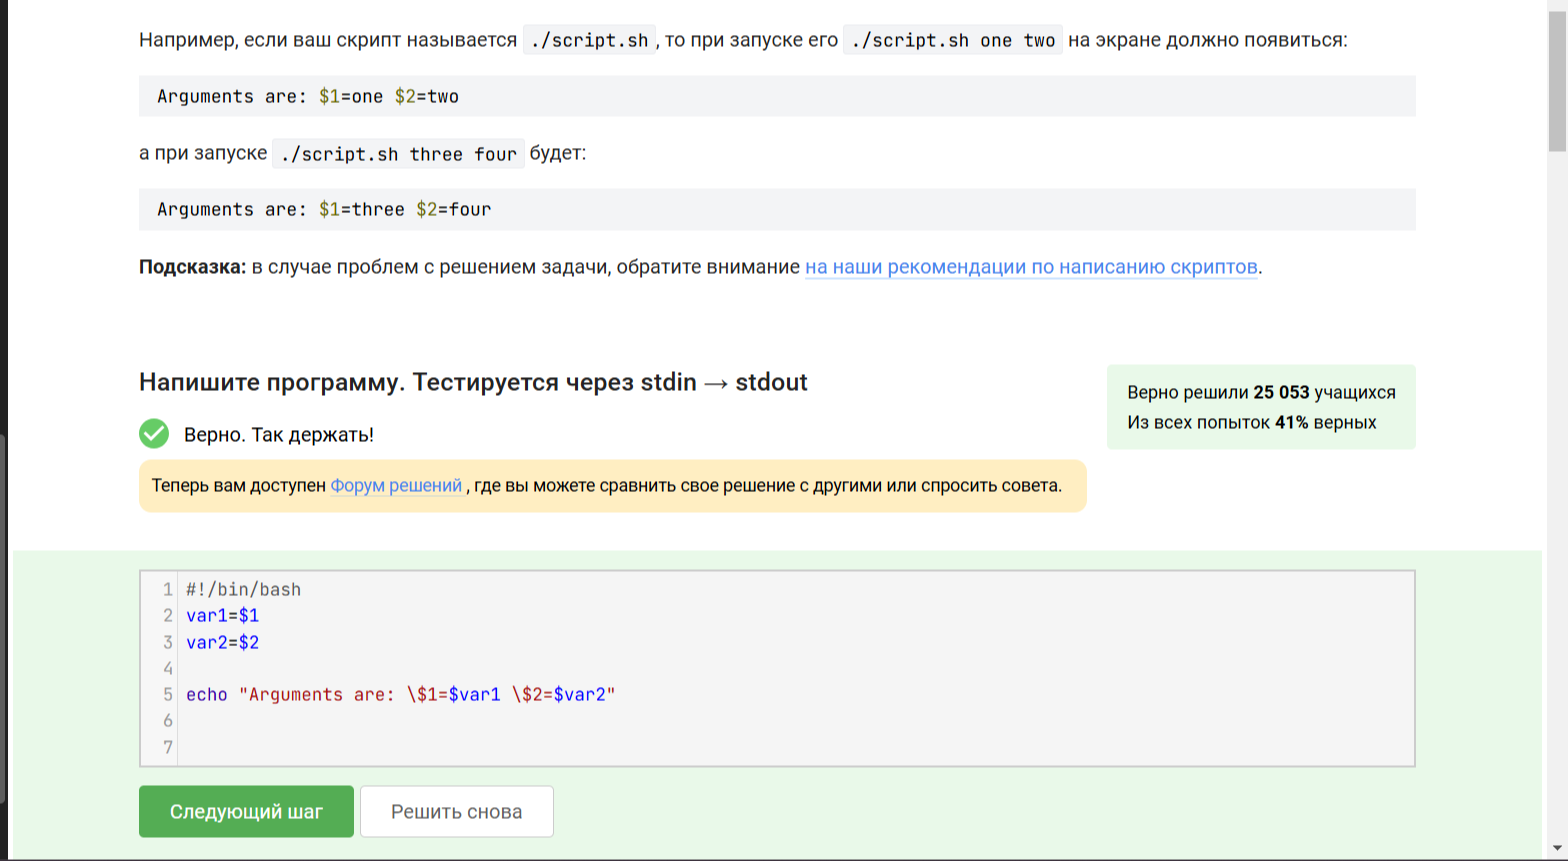 Например, если ваш скрипт называется ./script.sh , то при запуске его ./script.sh one two на экране должно появиться:
Arguments are: $1=one $2=two
а при запуске ./script.sh three four будет:
Arguments are: $1=three $2=four
Подсказка: в случае проблем с решением задачи, обратите внимание на наши рекомендации по написанию скриптов.
Напишите программу. Тестируется через stdin → stdout
Верно решили 25 053 учащихся
Из всех попыток 41% верных
Верно. Так держать!
Теперь вам доступен Форум решений , где вы можете сравнить свое решение с другими или спросить совета.
1 #!/bin/bash
2 var1=$1
3 var2=$2
4
5 echo "Arguments are: \$1=$var1 \$2=$var2"
6
7
Следующий шаг
Решить снова